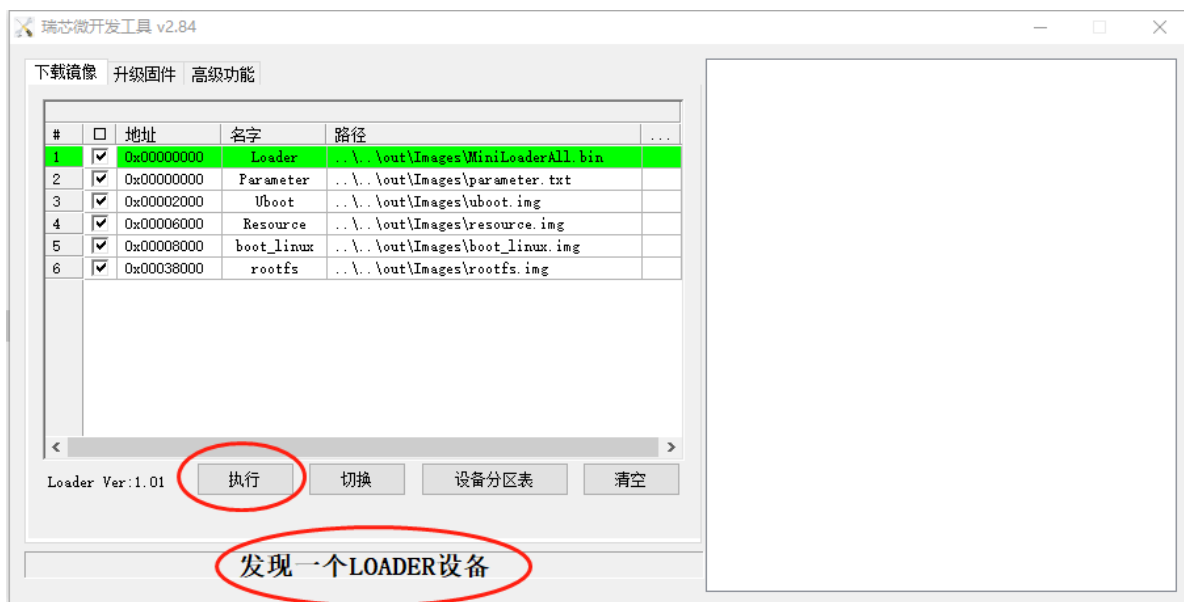 瑞芯微开发工具 v2.84
下载镜像 升级固件 高级功能
# 地址 名字 路径 ...
1 0x00000000 Loader ..\..\out\Images\MiniLoaderAll.bin
2 0x00000000 Parameter ..\..\out\Images\parameter.txt
3 0x00002000 Uboot ..\..\out\Images\uboot.img
4 0x00006000 Resource ..\..\out\Images\resource.img
5 0x00008000 boot_linux ..\..\out\Images\boot_linux.img
6 0x00038000 rootfs ..\..\out\Images\rootfs.img
Loader Ver:1.01 执行 切换 设备分区表 清空
发现一个LOADER设备